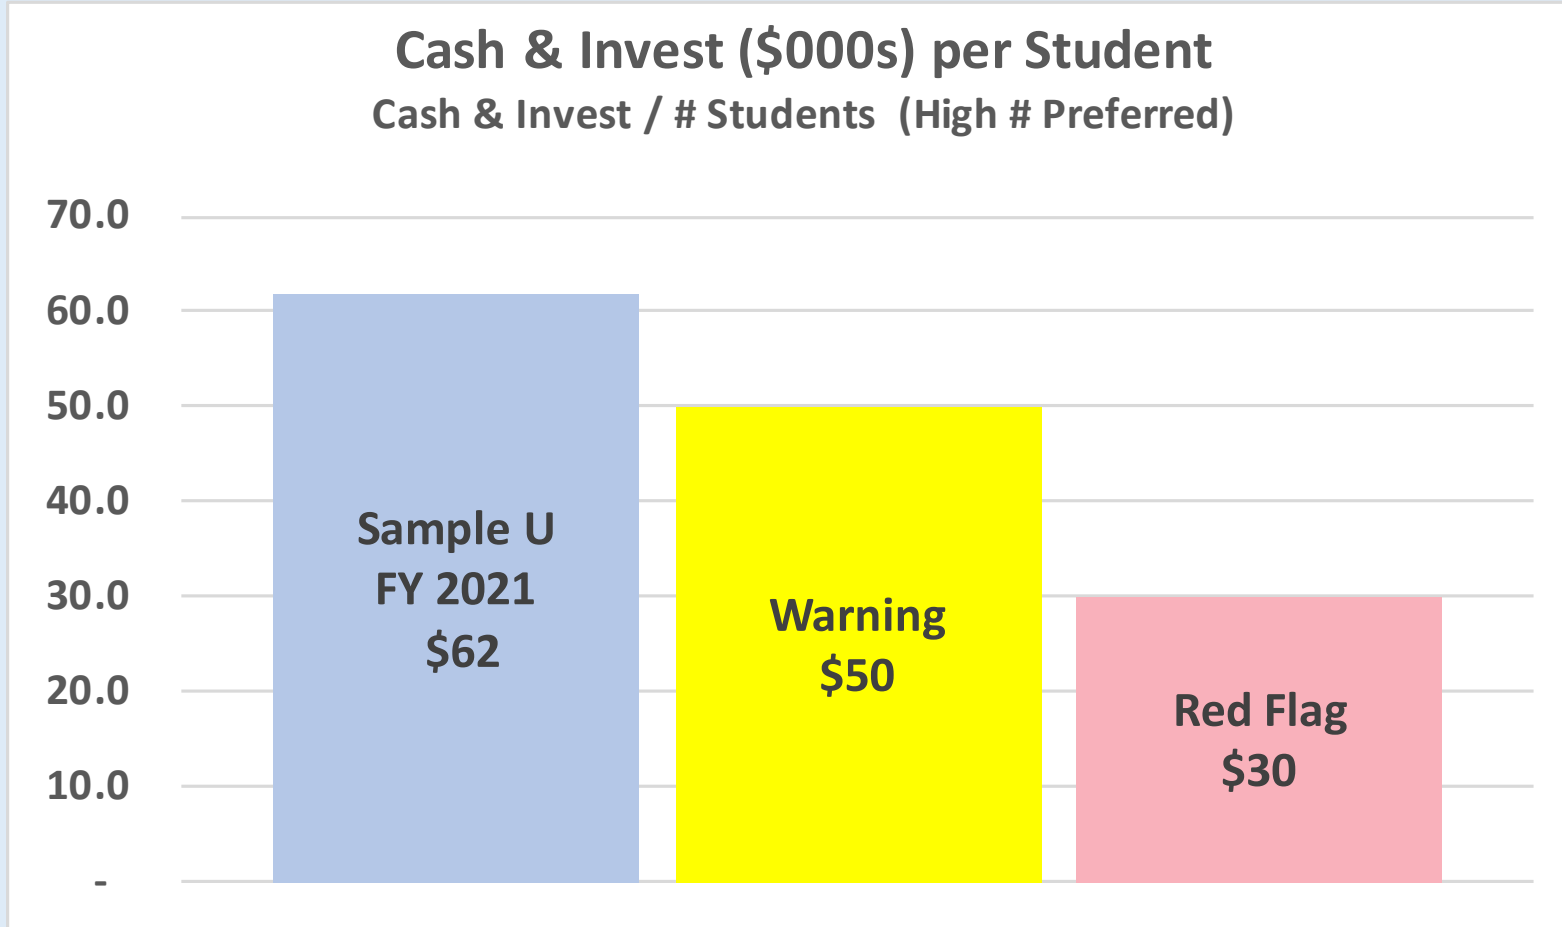 Cash & Invest ($000s) per Student
Cash & Invest / # Students  (High # Preferred)
70.0
60.0
50.0
40.0
30.0
20.0
10.0
-
Sample U
FY 2021
$62
Warning
$50
Red Flag
$30